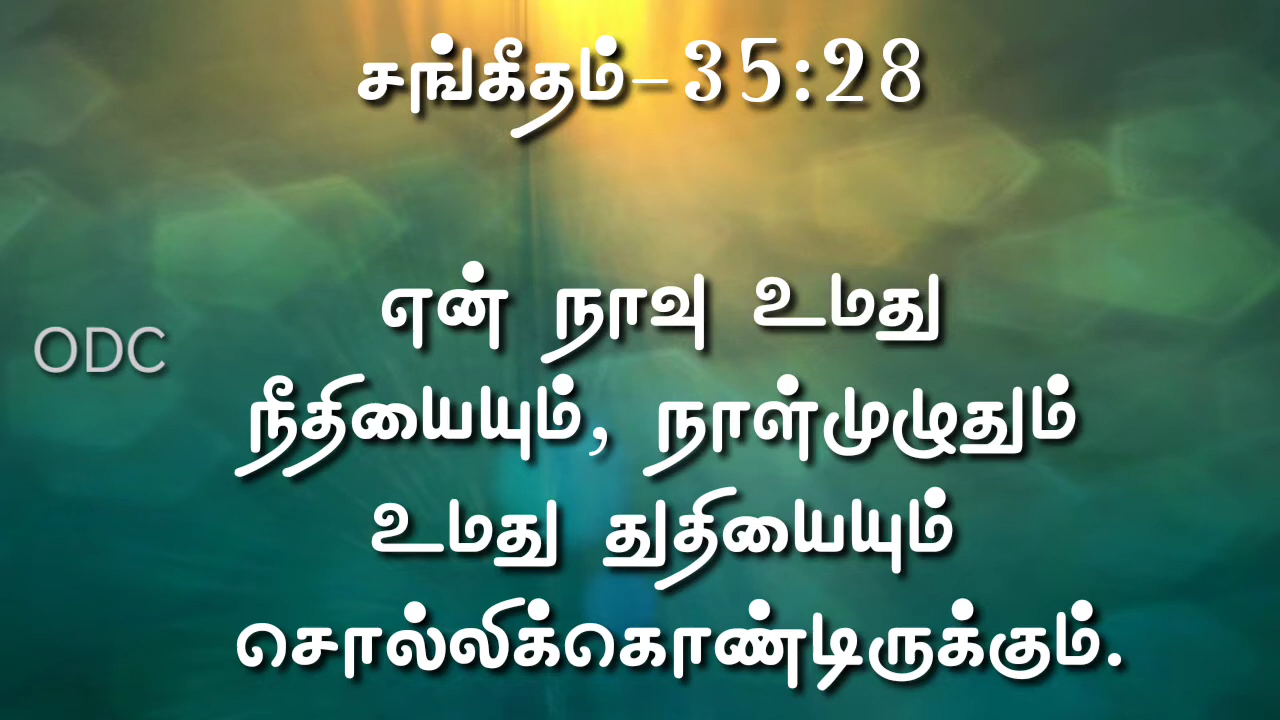 சங்கீதம்-35:28
என் நாவு உமது
ODC
நீதியையும், நாள்முழுதும்
உமது துதியையும்
சொல்லிக்கொண்டிருக்கும்.